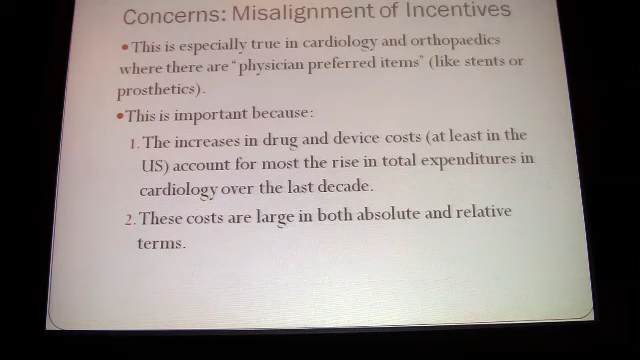 Concerns: Misalignment of Incentives
•This is especially true in cardiology and orthopaedics
where there are "physician preferred items" (like stents or
prosthetics).
•This is important because:
1. The increases in drug and device costs (at least in the
US) account for most the rise in total expenditures in
cardiology over the last decade.
2. These costs are large in both absolute and relative
terms.